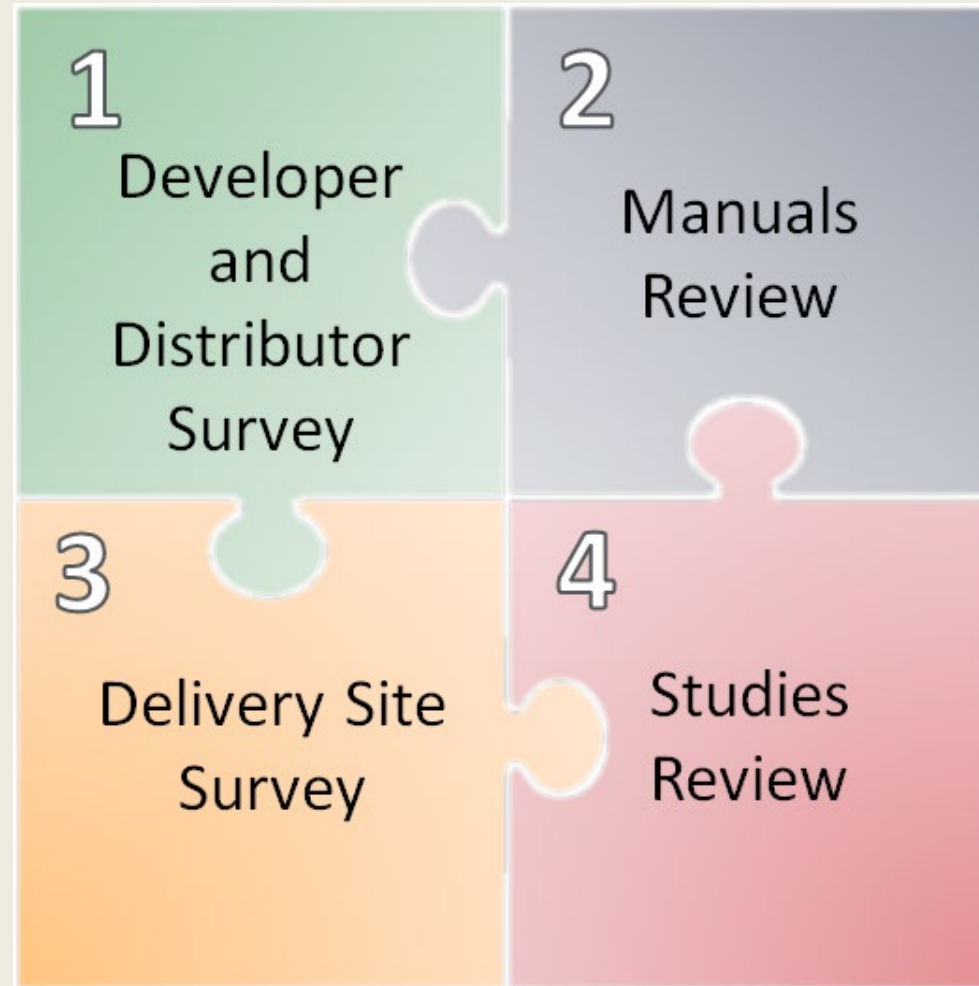 1
Developer
and
Distributor
Survey
2
Manuals
Review
3
Delivery Site
Survey
4
Studies
Review